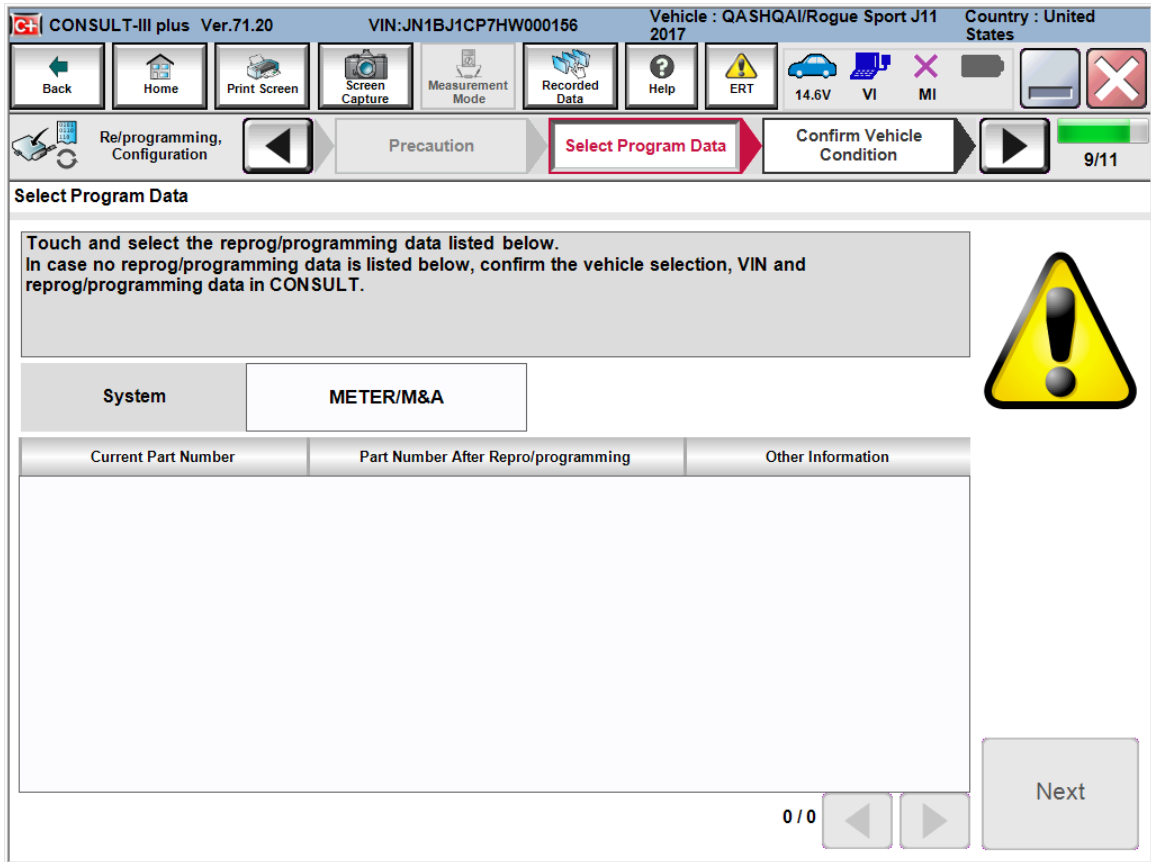 C+ CONSULT-III plus Ver.71.20 VIN:JN1BJ1CP7HW000156 Vehicle : QASHQAI/Rogue Sport J11 Country : United
2017 States
Back Home Print Screen Screen Measurement Recorded Help ERT 14.6V VI MI
Capture Mode Data
Re/programming, Precaution Select Program Data Confirm Vehicle
Configuration Condition 9/11
Select Program Data
Touch and select the reprog/programming data listed below.
In case no reprog/programming data is listed below, confirm the vehicle selection, VIN and
reprog/programming data in CONSULT.
System METER/M&A
Current Part Number Part Number After Repro/programming Other Information
Next
0 / 0